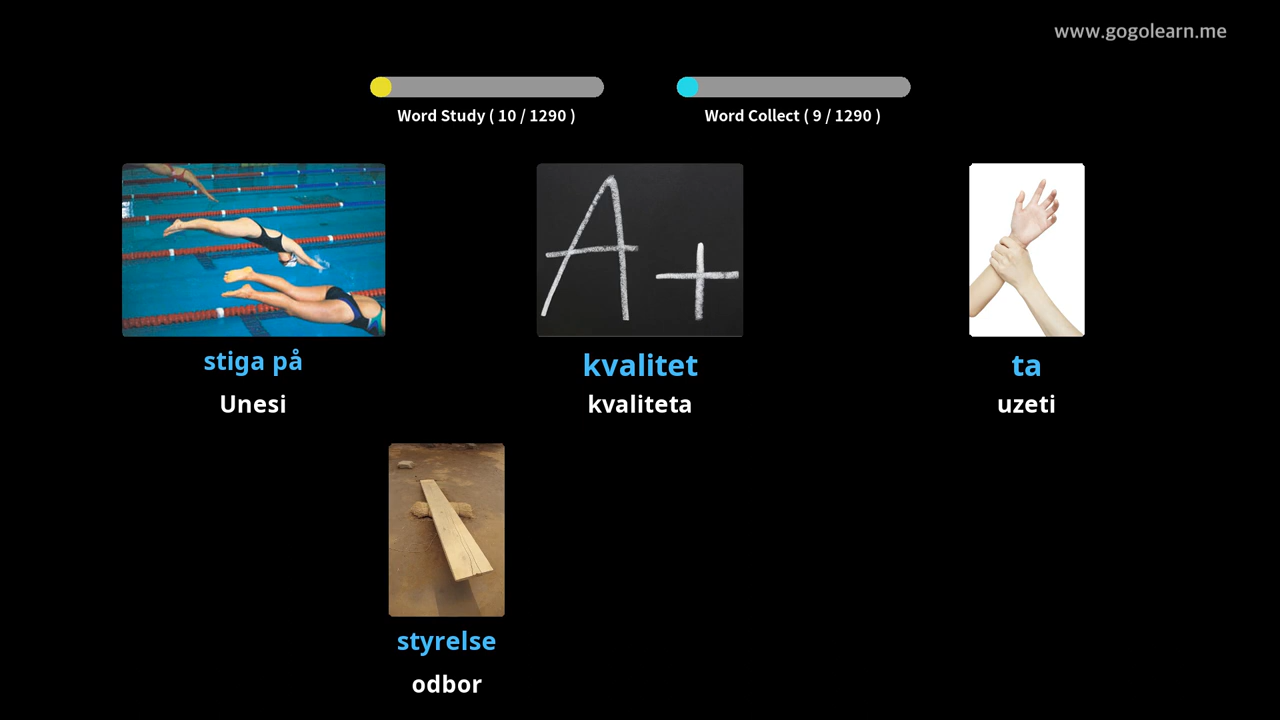 www.gogolearn.me
Word Study ( 10 / 1290 )
Word Collect ( 9 / 1290 )
A+
stiga på
Unesi
kvalitet
kvaliteta
ta
uzeti
styrelse
odbor